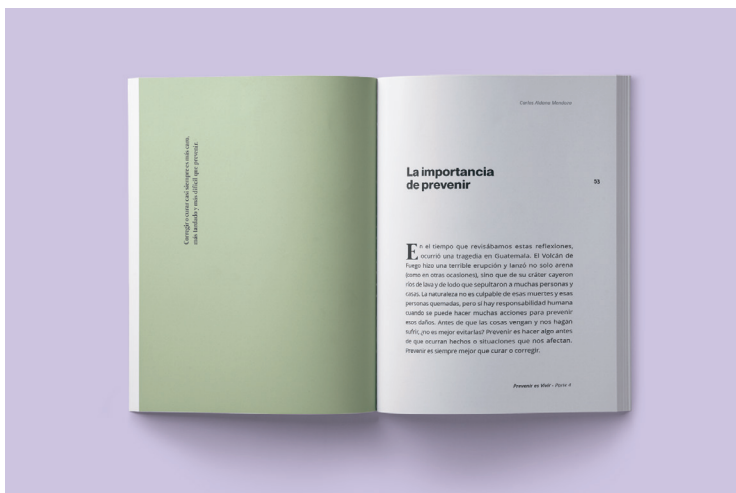 Corregir o curar casi siempre es más caro,
más tardado y más difícil que prevenir.
Carlos Aldana Mendoza
La importancia
de prevenir
53
En el tiempo que revisábamos estas reflexiones,
ocurrió una tragedia en Guatemala. El Volcán de
Fuego hizo una terrible erupción y lanzó no solo arena
(como en otras ocasiones), sino que de su cráter cayeron
ríos de lava y de lodo que sepultaron a muchas personas y
casas. La naturaleza no es culpable de esas muertes y esas
personas quemadas, pero sí hay responsabilidad humana
cuando se puede hacer muchas acciones para prevenir
esos daños. Antes de que las cosas vengan y nos hagan
sufrir, ¿no es mejor evitarlas? Prevenir es hacer algo antes
de que ocurran hechos o situaciones que nos afectan.
Prevenir es siempre mejor que curar o corregir.
Prevenir es Vivir - Parte 4